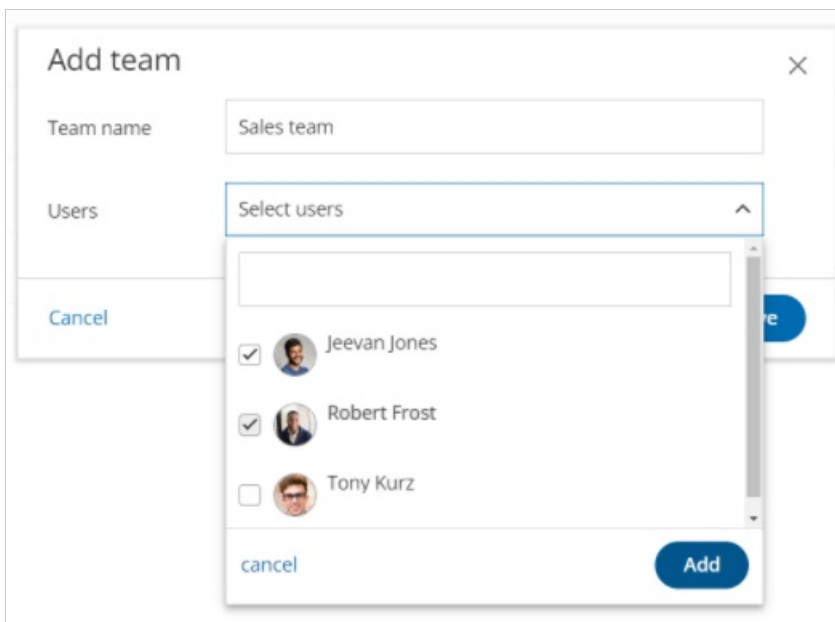 Add team
Team name
Sales team
Users
Select users
Cancel
Jeevan Jones
Robert Frost
Tony Kurz
cancel
Add